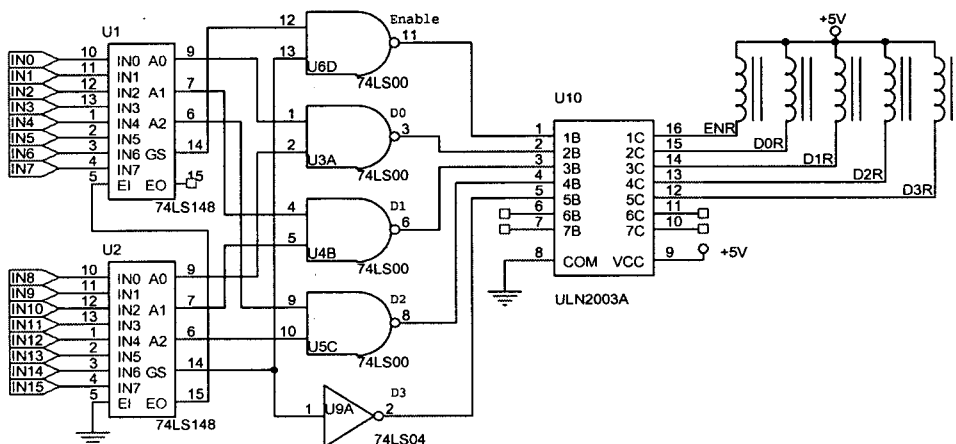 U1
IN0 10 IN0 A0 9
IN1 11 IN1
IN2 12 IN2 A1 7
IN3 13 IN3
IN4 1 IN4 A2 6
IN5 2 IN5
IN6 3 IN6 GS 14
IN7 4 IN7
5 EI EO 15
74LS148
U2
IN8 10 IN0 A0 9
IN9 11 IN1
IN10 12 IN2 A1 7
IN11 13 IN3
IN12 1 IN4 A2 6
IN13 2 IN5
IN14 3 IN6 GS 14
IN15 4 IN7
5 EI EO 15
74LS148
12 Enable
13 11
U6D
74LS00
1 D0
2 3
U3A
74LS00
4 D1
5 6
U4B
74LS00
9 D2
10 8
U5C
74LS00
D3
1 U9A 2
74LS04
U10
1 1B 1C 16 ENR
2 2B 2C 15 D0R
3 3B 3C 14 D1R
4 4B 4C 13 D2R
5 5B 5C 12 D3R
6 6B 6C 11
7 7B 7C 10
8 COM VCC 9 +5V
ULN2003A
+5V